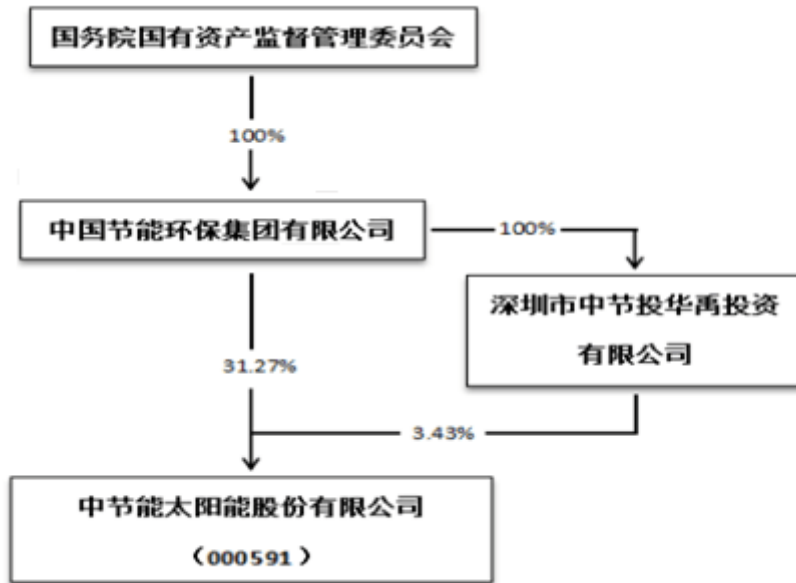 国务院国有资产监督管理委员会
100%
中国节能环保集团有限公司
100%
深圳市中节投华禹投资
有限公司
31.27%
3.43%
中节能太阳能股份有限公司
（000591）